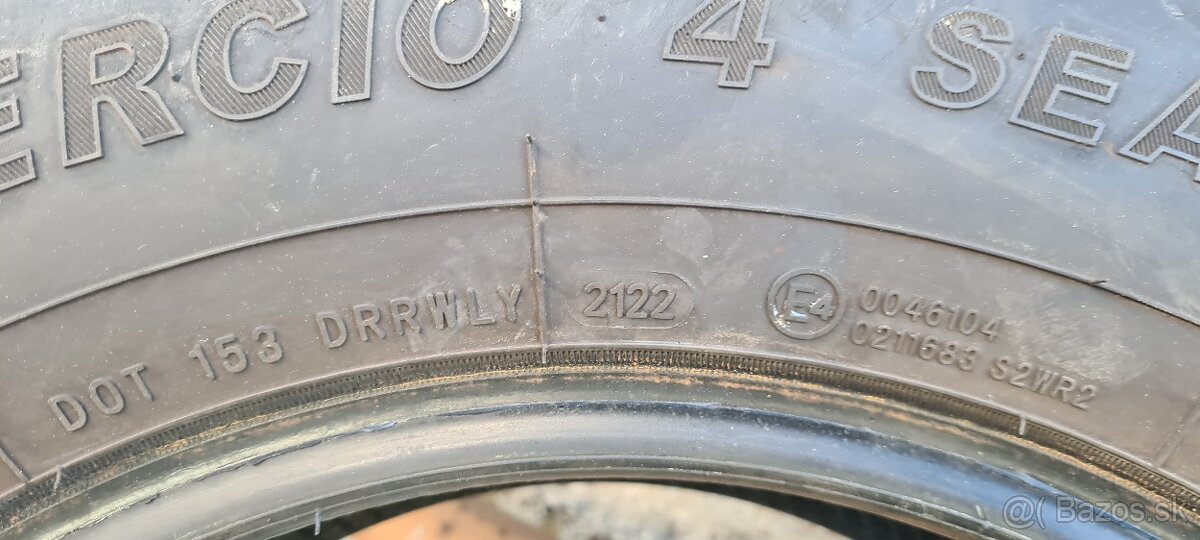 ERCIO 4 SEA
DOT 153 DRRWLY 2122 E4 0046104
0211683 S2WR2
@ Bazos.sk